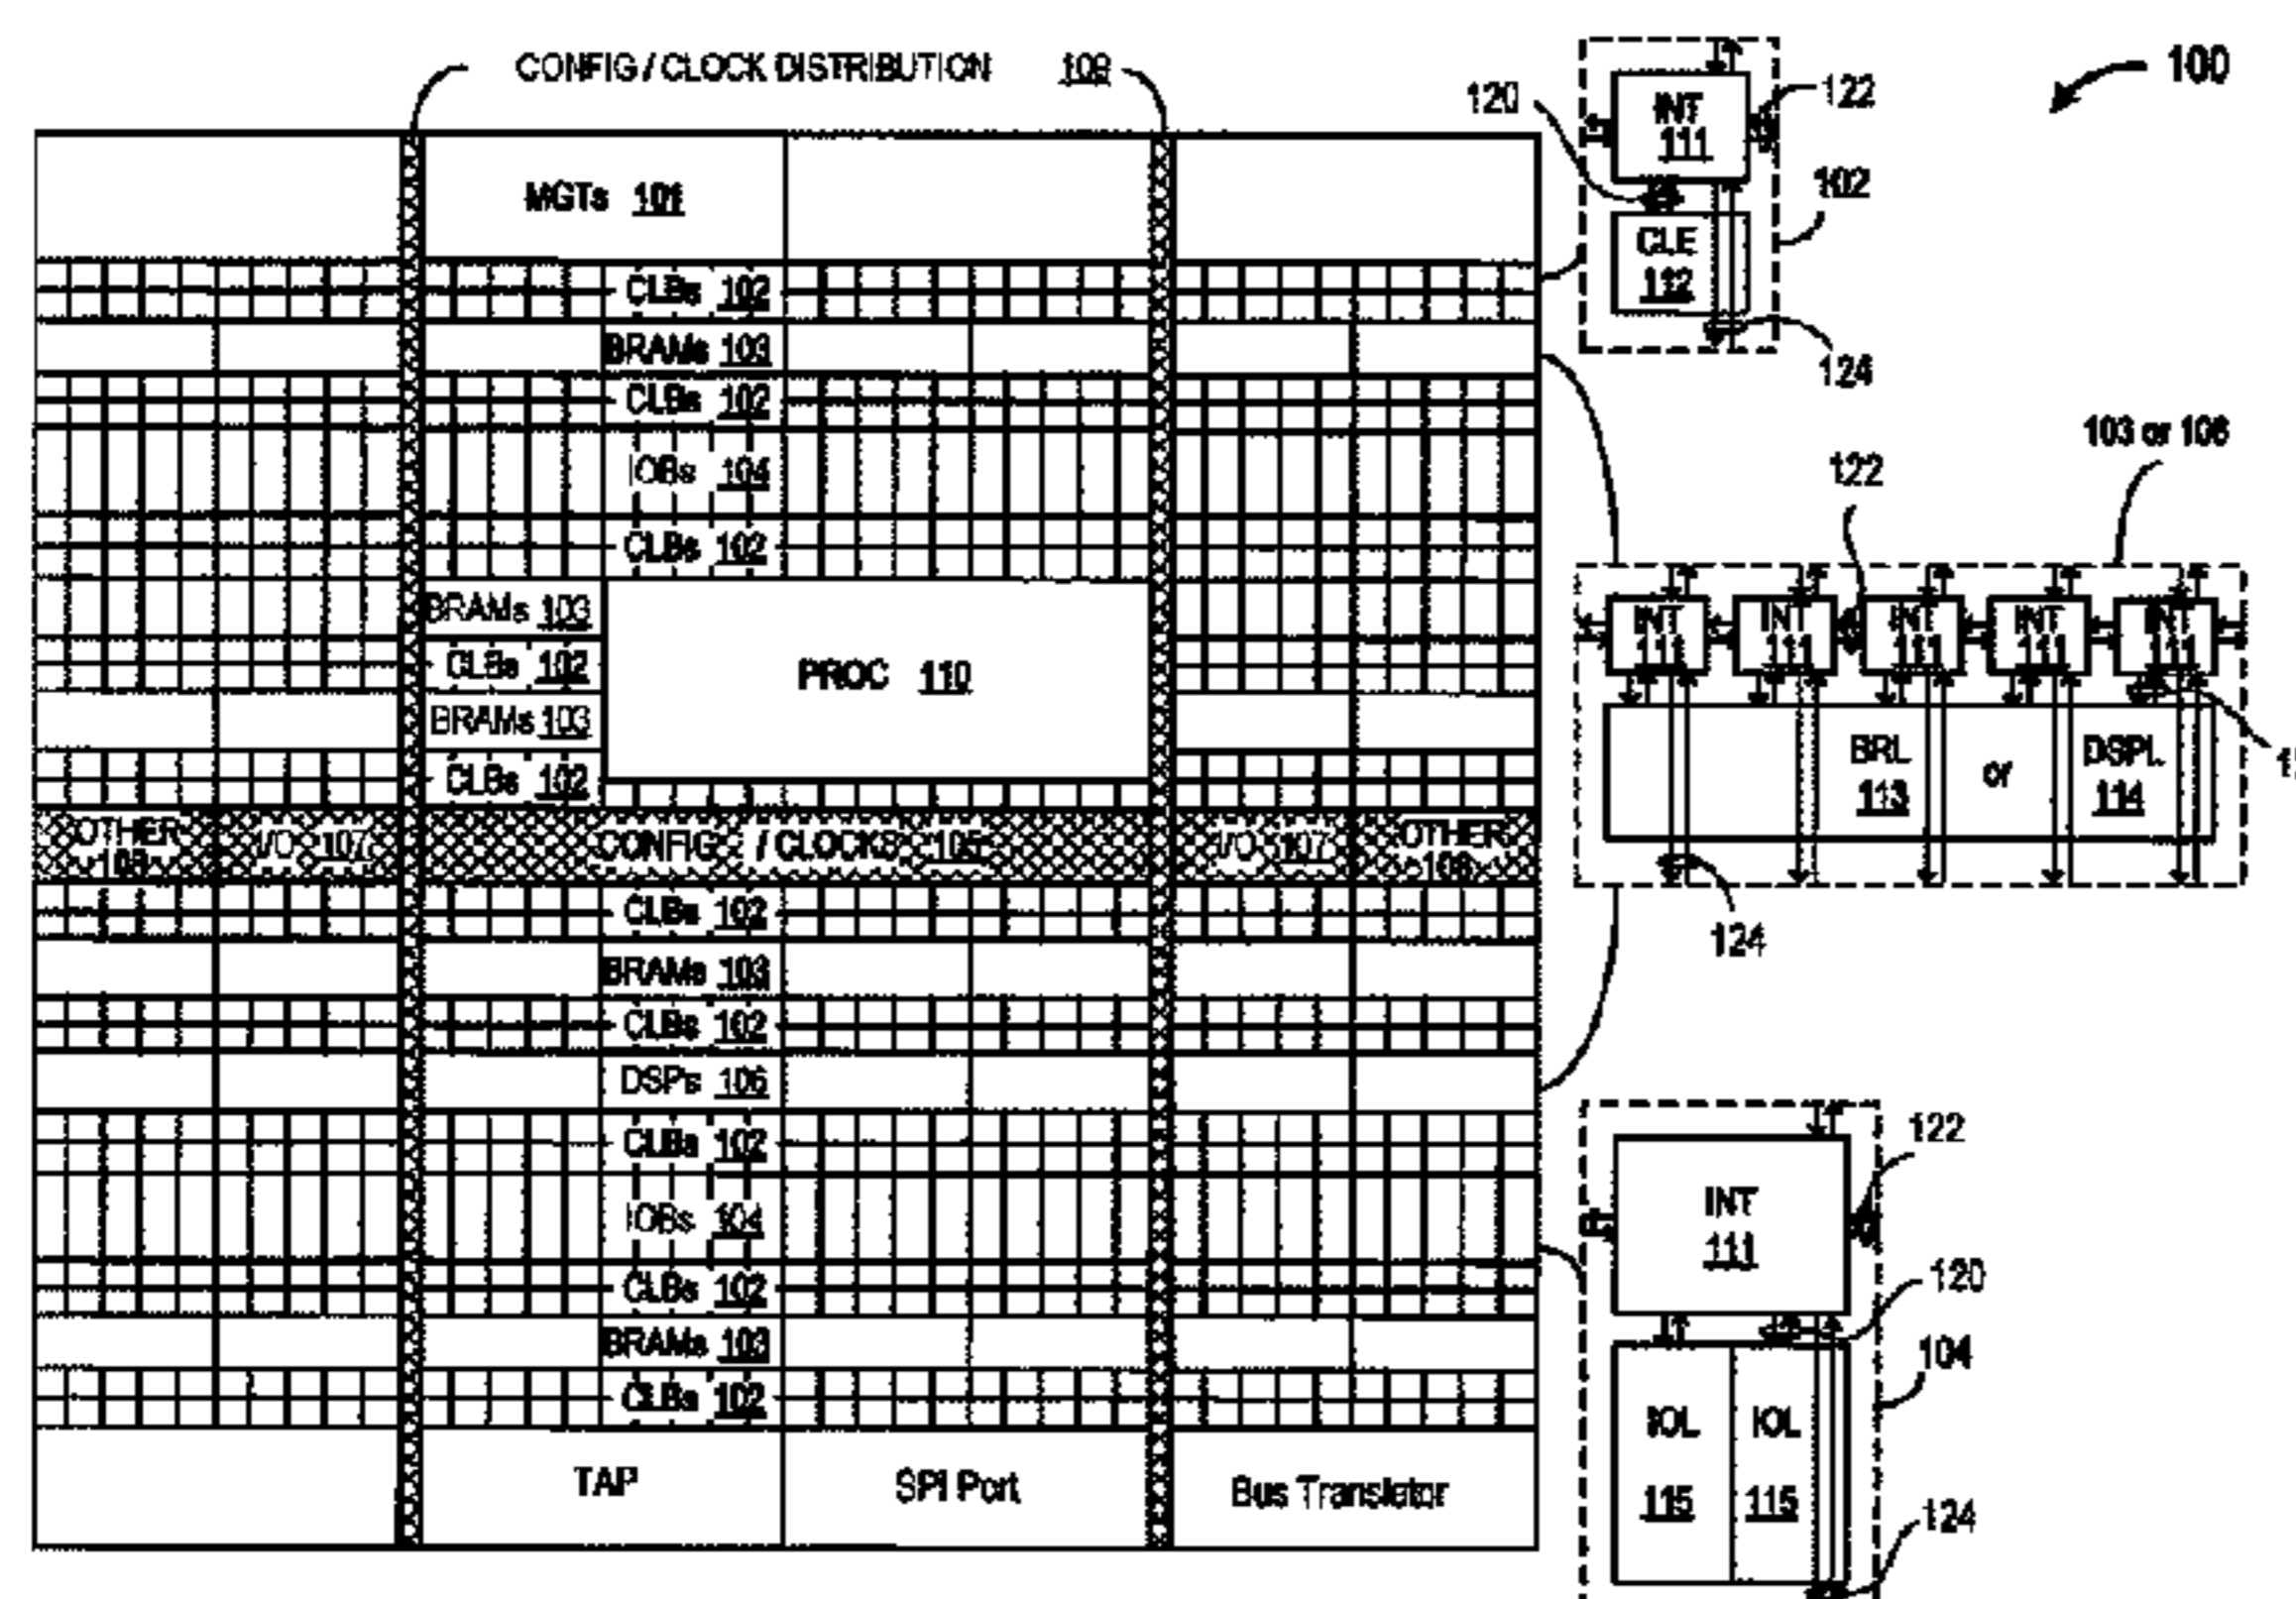 CONFIG / CLOCK DISTRIBUTION 109
100
MGTs 101
CLBs 102
BRAMs 103
CLBs 102
IOBs 104
CLBs 102
BRAMs 103
CLBs 102
BRAMs 103
CLBs 102
PROC 110
OTHER 108
I/O 107
CONFIG / CLOCKS 105
I/O 107
OTHER 108
CLBs 102
BRAMs 103
CLBs 102
DSPs 106
CLBs 102
IOBs 104
CLBs 102
BRAMs 103
CLBs 102
TAP
SPI Port
Bus Translator
120
INT
111
122
102
CLE
112
124
103 or 106
122
INT
111
INT
111
INT
111
INT
111
INT
111
BRL
113
or
DSPL
114
124
122
INT
111
120
104
IOL
115
IOL
115
124